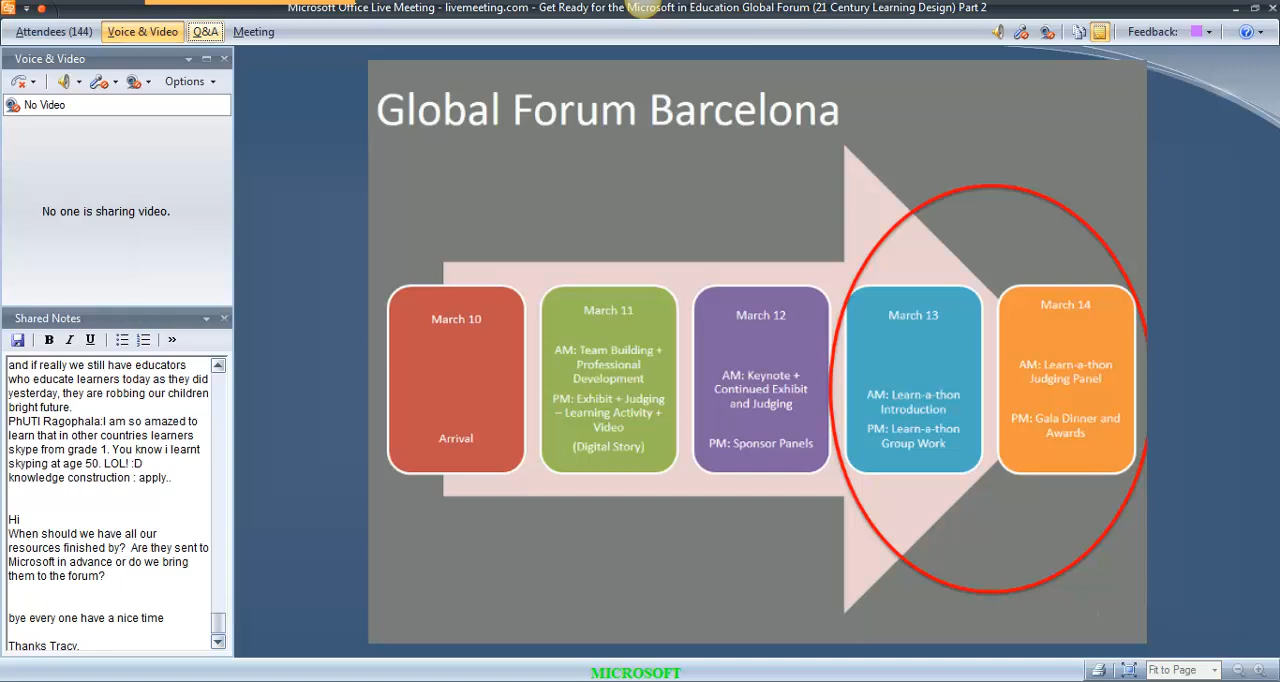 Microsoft Office Live Meeting - livemeeting.com - Get Ready for the Microsoft in Education Global Forum (21 Century Learning Design) Part 2
Attendees (144)
Voice & Video
Q&A
Meeting
Feedback:
Voice & Video
Options
No Video
No one is sharing video.
Shared Notes
B I U
»
and if really we still have educators
who educate learners today as they did
yesterday, they are robbing our children
bright future.
PhUTI Ragophala:I am so amazed to
learn that in other countries learners
skype from grade 1. You know i learnt
skyping at age 50. LOL! :D
knowledge construction : apply..
Hi
When should we have all our
resources finished by? Are they sent to
Microsoft in advance or do we bring
them to the forum?
bye every one have a nice time
Thanks Tracy.
Global Forum Barcelona
March 10
Arrival
March 11
AM: Team Building +
Professional
Development
PM: Exhibit + Judging
– Learning Activity +
Video
(Digital Story)
March 12
AM: Keynote +
Continued Exhibit
and Judging
PM: Sponsor Panels
March 13
AM: Learn-a-thon
Introduction
PM: Learn-a-thon
Group Work
March 14
AM: Learn-a-thon
Judging Panel
PM: Gala Dinner and
Awards
MICROSOFT
Fit to Page